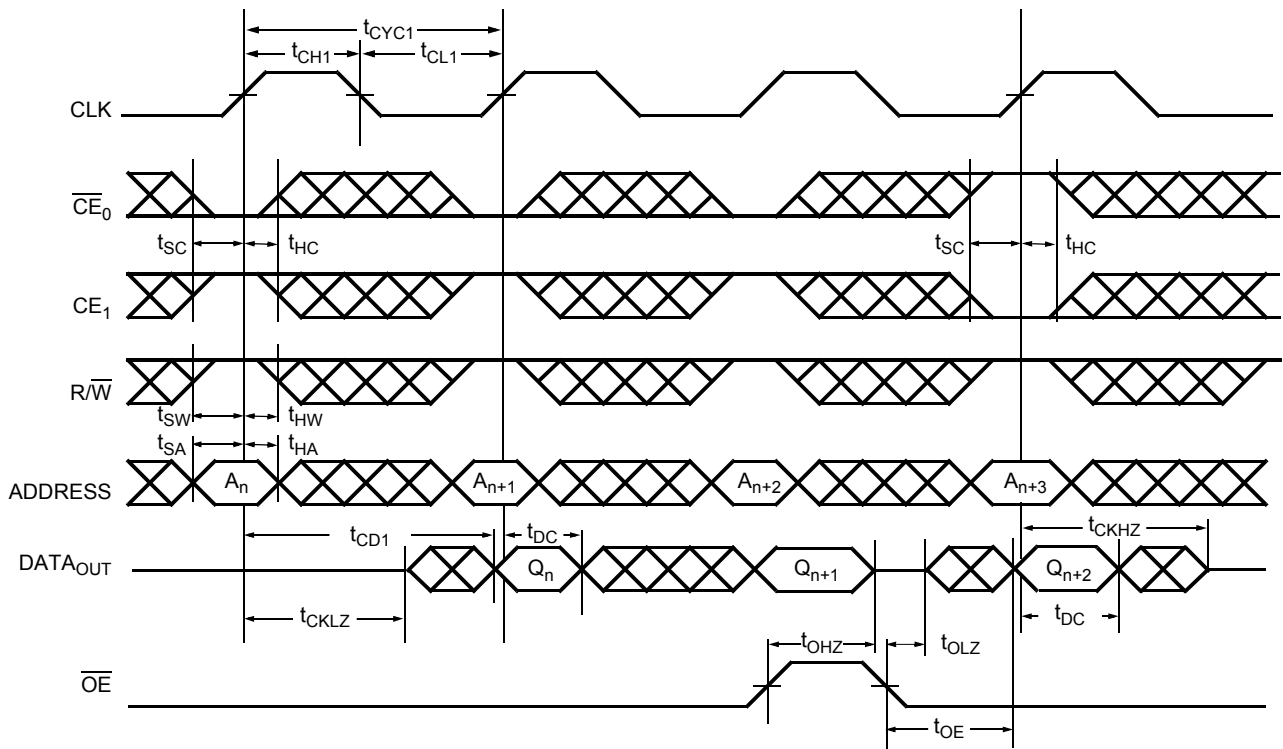 tCYC1
tCH1 tCL1
CLK
CE0
tSC tHC tSC tHC
CE1
R/W
tSW tHW
tSA tHA
ADDRESS An An+1 An+2 An+3
tCD1 tDC tCKHZ
DATAOUT Qn Qn+1 Qn+2
tCKLZ tDC
tOHZ tOLZ
OE
tOE